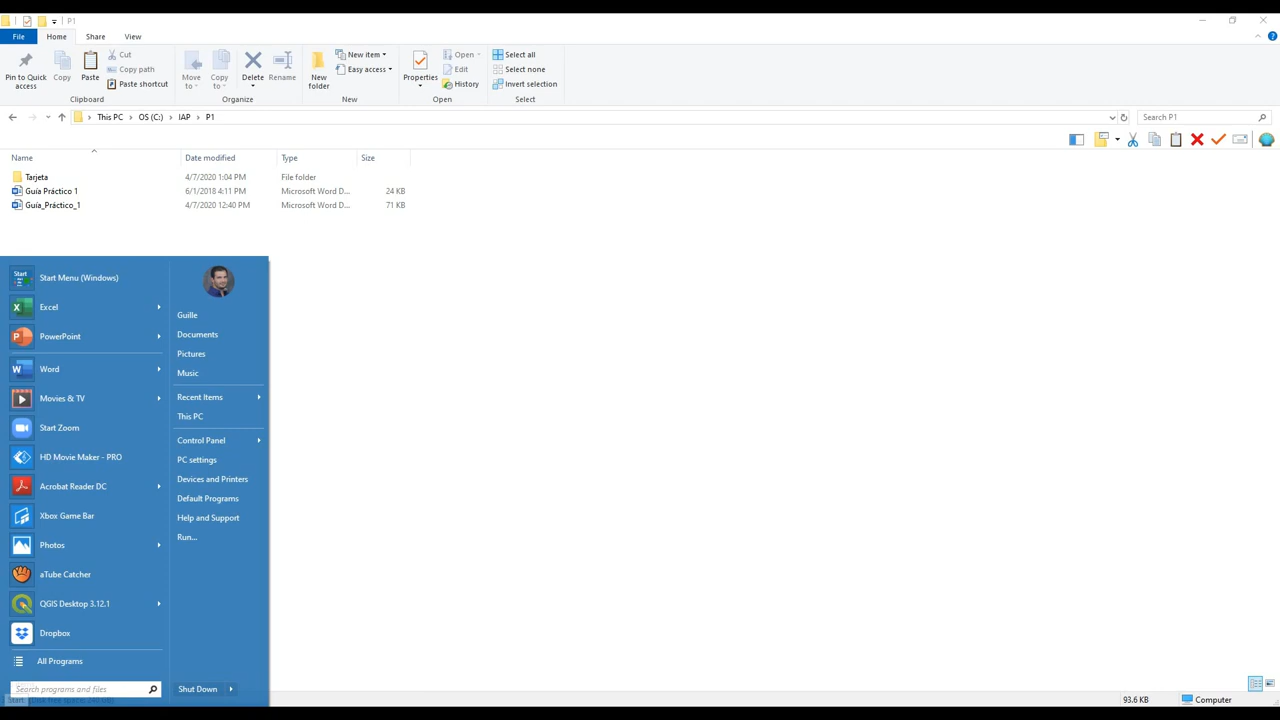 P1
File Home Share View
Pin to Quick access
Copy
Paste
Cut
Copy path
Paste shortcut
Clipboard
Move to
Copy to
Delete
Rename
Organize
New folder
New item
Easy access
New
Properties
Open
Edit
History
Open
Select all
Select none
Invert selection
Select
This PC > OS (C:) > IAP > P1
Search P1
Name Date modified Type Size
Tarjeta 4/7/2020 1:04 PM File folder
Guía Práctico 1 6/1/2018 4:11 PM Microsoft Word D... 24 KB
Guía_Práctico_1 4/7/2020 12:40 PM Microsoft Word D... 71 KB
Start
Start Menu (Windows)
Excel
PowerPoint
Word
Movies & TV
Start Zoom
HD Movie Maker - PRO
Acrobat Reader DC
Xbox Game Bar
Photos
aTube Catcher
QGIS Desktop 3.12.1
Dropbox
All Programs
Search programs and files
Guille
Documents
Pictures
Music
Recent Items
This PC
Control Panel
PC settings
Devices and Printers
Default Programs
Help and Support
Run...
Shut Down
Start
93.6 KB
Computer